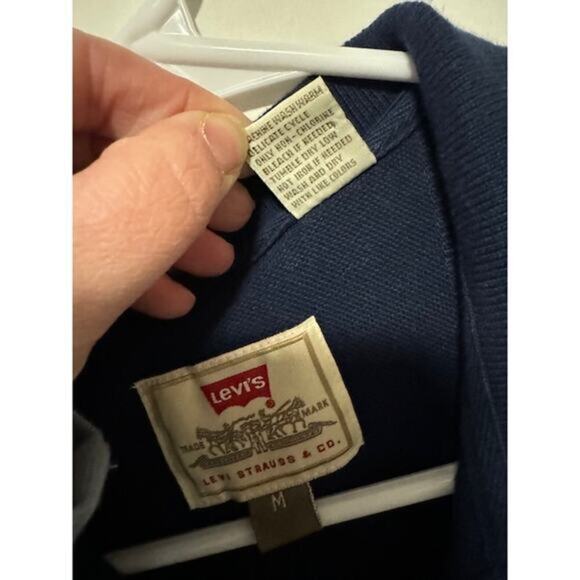 MACHINE WASH WARM
DELICATE CYCLE
ONLY NON-CHLORINE
BLEACH IF NEEDED
TUMBLE DRY LOW
HOT IRON IF NEEDED
WASH AND DRY
WITH LIKE COLORS
LEVI'S
TRADE MARK
LEVI STRAUSS & CO.
M